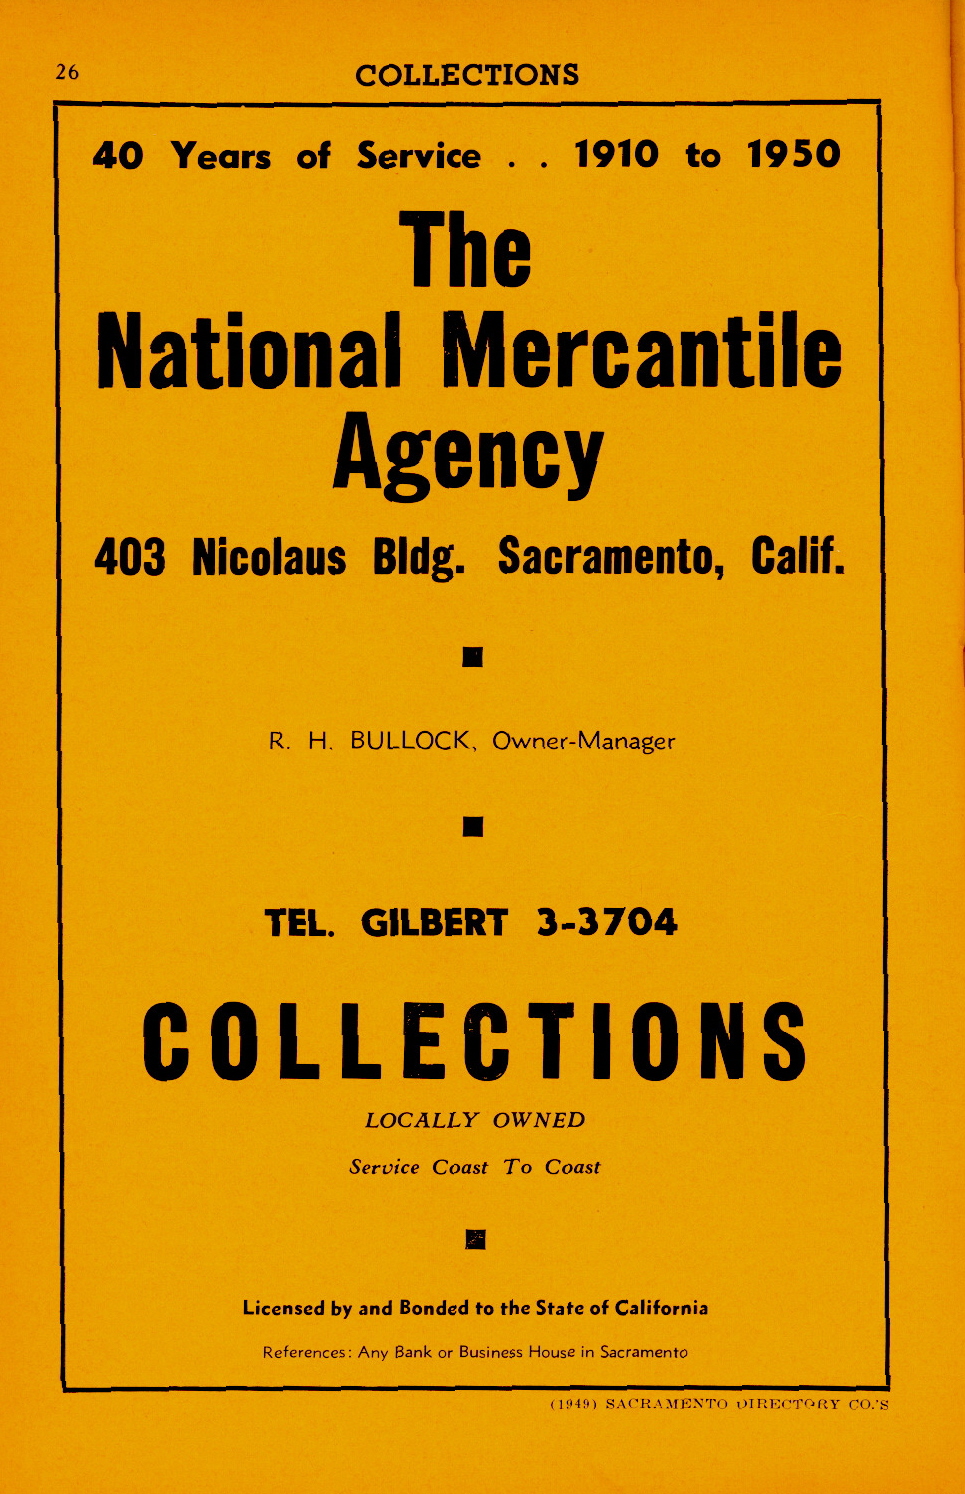 26
COLLECTIONS
40 Years of Service . . 1910 to 1950
The
National Mercantile
Agency
403 Nicolaus Bldg. Sacramento, Calif.
R. H. BULLOCK, Owner-Manager
TEL. GILBERT 3-3704
COLLECTIONS
LOCALLY OWNED
Service Coast To Coast
Licensed by and Bonded to the State of California
References: Any Bank or Business House in Sacramento
(1949) SACRAMENTO DIRECTORY CO.'S